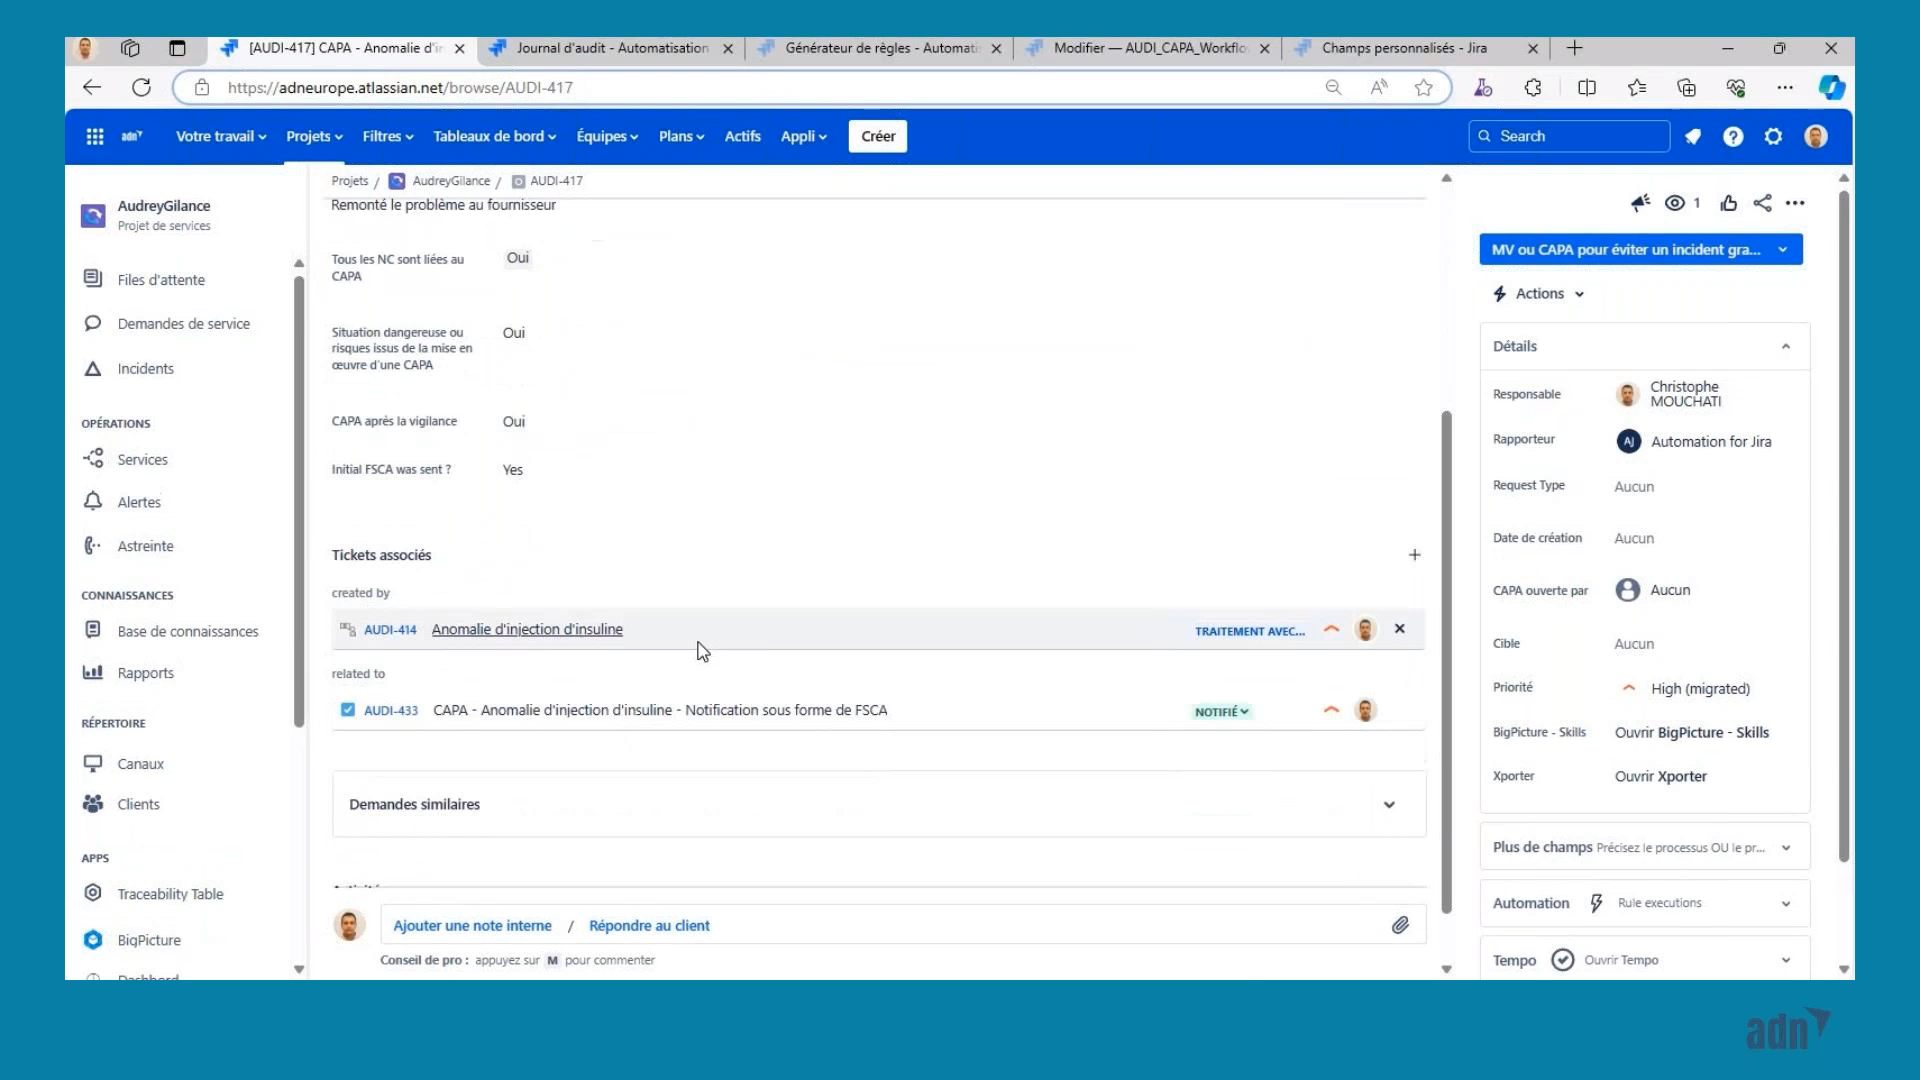 [AUDI-417] CAPA - Anomalie d'in
Journal d'audit - Automatisation
Générateur de règles - Automati
Modifier — AUDI_CAPA_Workflo
Champs personnalisés - Jira
https://adneurope.atlassian.net/browse/AUDI-417
adn
Votre travail
Projets
Filtres
Tableaux de bord
Équipes
Plans
Actifs
Appli
Créer
Search
AudreyGilance
Projet de services
Files d'attente
Demandes de service
Incidents
OPÉRATIONS
Services
Alertes
Astreinte
CONNAISSANCES
Base de connaissances
Rapports
RÉPERTOIRE
Canaux
Clients
APPS
Traceability Table
BigPicture
Projets / AudreyGilance / AUDI-417
Remonté le problème au fournisseur
Tous les NC sont liées au
CAPA
Oui
Situation dangereuse ou
risques issus de la mise en
œuvre d'une CAPA
Oui
CAPA après la vigilance
Oui
Initial FSCA was sent ?
Yes
Tickets associés
created by
AUDI-414 Anomalie d'injection d'insuline TRAITEMENT AVEC...
related to
AUDI-433 CAPA - Anomalie d'injection d'insuline - Notification sous forme de FSCA NOTIFIÉ
Demandes similaires
Ajouter une note interne / Répondre au client
Conseil de pro : appuyez sur M pour commenter
1
MV ou CAPA pour éviter un incident gra...
Actions
Détails
Responsable
Christophe
MOUCHATI
Rapporteur
AJ
Automation for Jira
Request Type
Aucun
Date de création
Aucun
CAPA ouverte par
Aucun
Cible
Aucun
Priorité
High (migrated)
BigPicture - Skills
Ouvrir BigPicture - Skills
Xporter
Ouvrir Xporter
Plus de champs Précisez le processus OU le pr...
Automation Rule executions
Tempo Ouvrir Tempo
adn